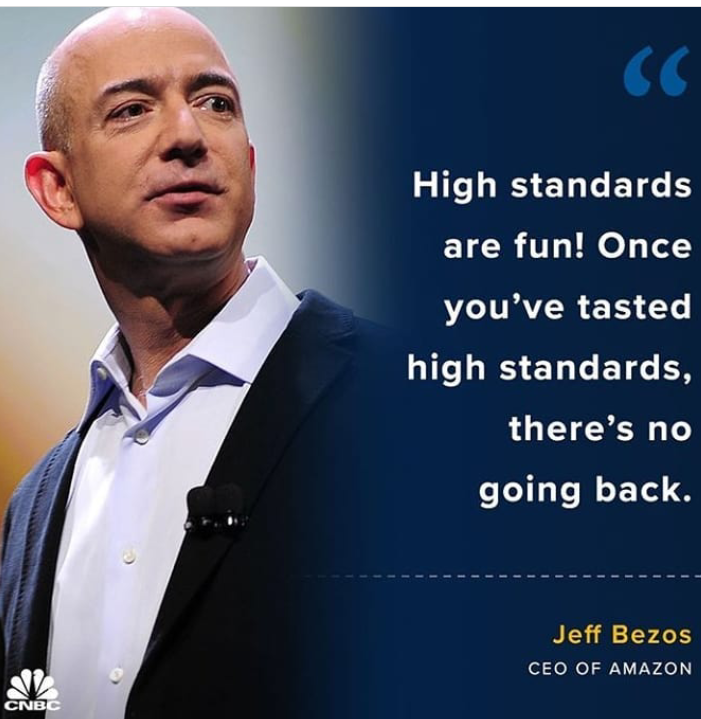 “
High standards
are fun! Once
you’ve tasted
high standards,
there’s no
going back.
Jeff Bezos
CEO OF AMAZON
CNBC